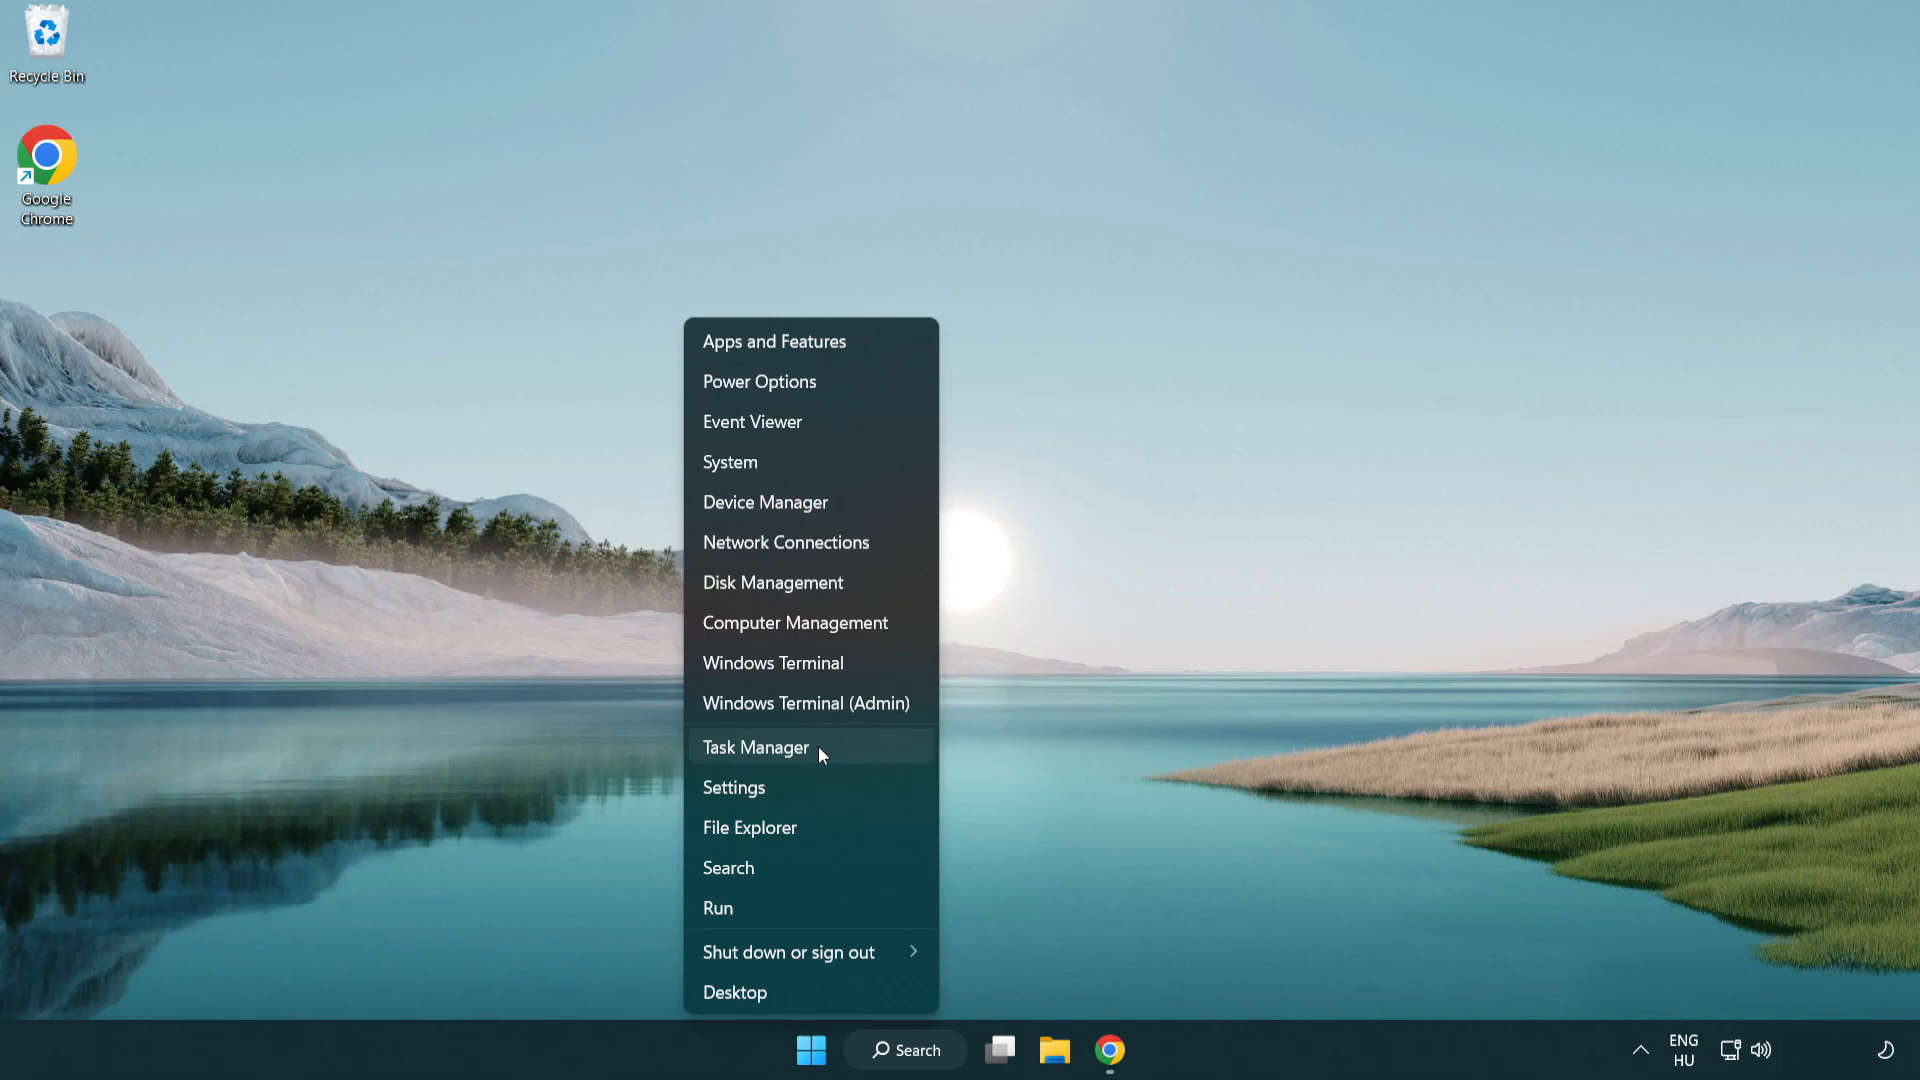 Recycle Bin
Google
Chrome
Apps and Features
Power Options
Event Viewer
System
Device Manager
Network Connections
Disk Management
Computer Management
Windows Terminal
Windows Terminal (Admin)
Task Manager
Settings
File Explorer
Search
Run
Shut down or sign out
Desktop
Search
ENG
HU